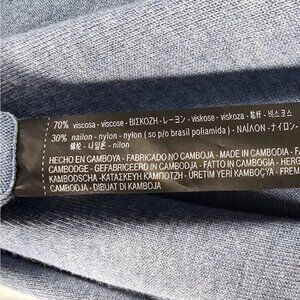 70% viscosa - viscose - ΒΙΣΚΟΖΗ - レーヨン - viskose - viskoza - 粘纤 - 비스코스
30% nailon - nylon - nylon ( so p/o brasil poliamida ) - ΝΑΪΛΟΝ - ナイロン -
锦纶 - 나일론 - nilon
HECHO EN CAMBOYA - FABRICADO NO CAMBOJA - MADE IN CAMBODIA -
CAMBODGE - GEFABRICEERD IN CAMBODJA - FATTO IN CAMBOGIA -
KAMBODSCHA - ΚΑΤΑΣΚΕΥΗ ΚΑΜΠΟΤΖΗ - ÜRETIM YERI KAMBOÇYA -
CAMBODJA - DIBUAT DI KAMBOJA